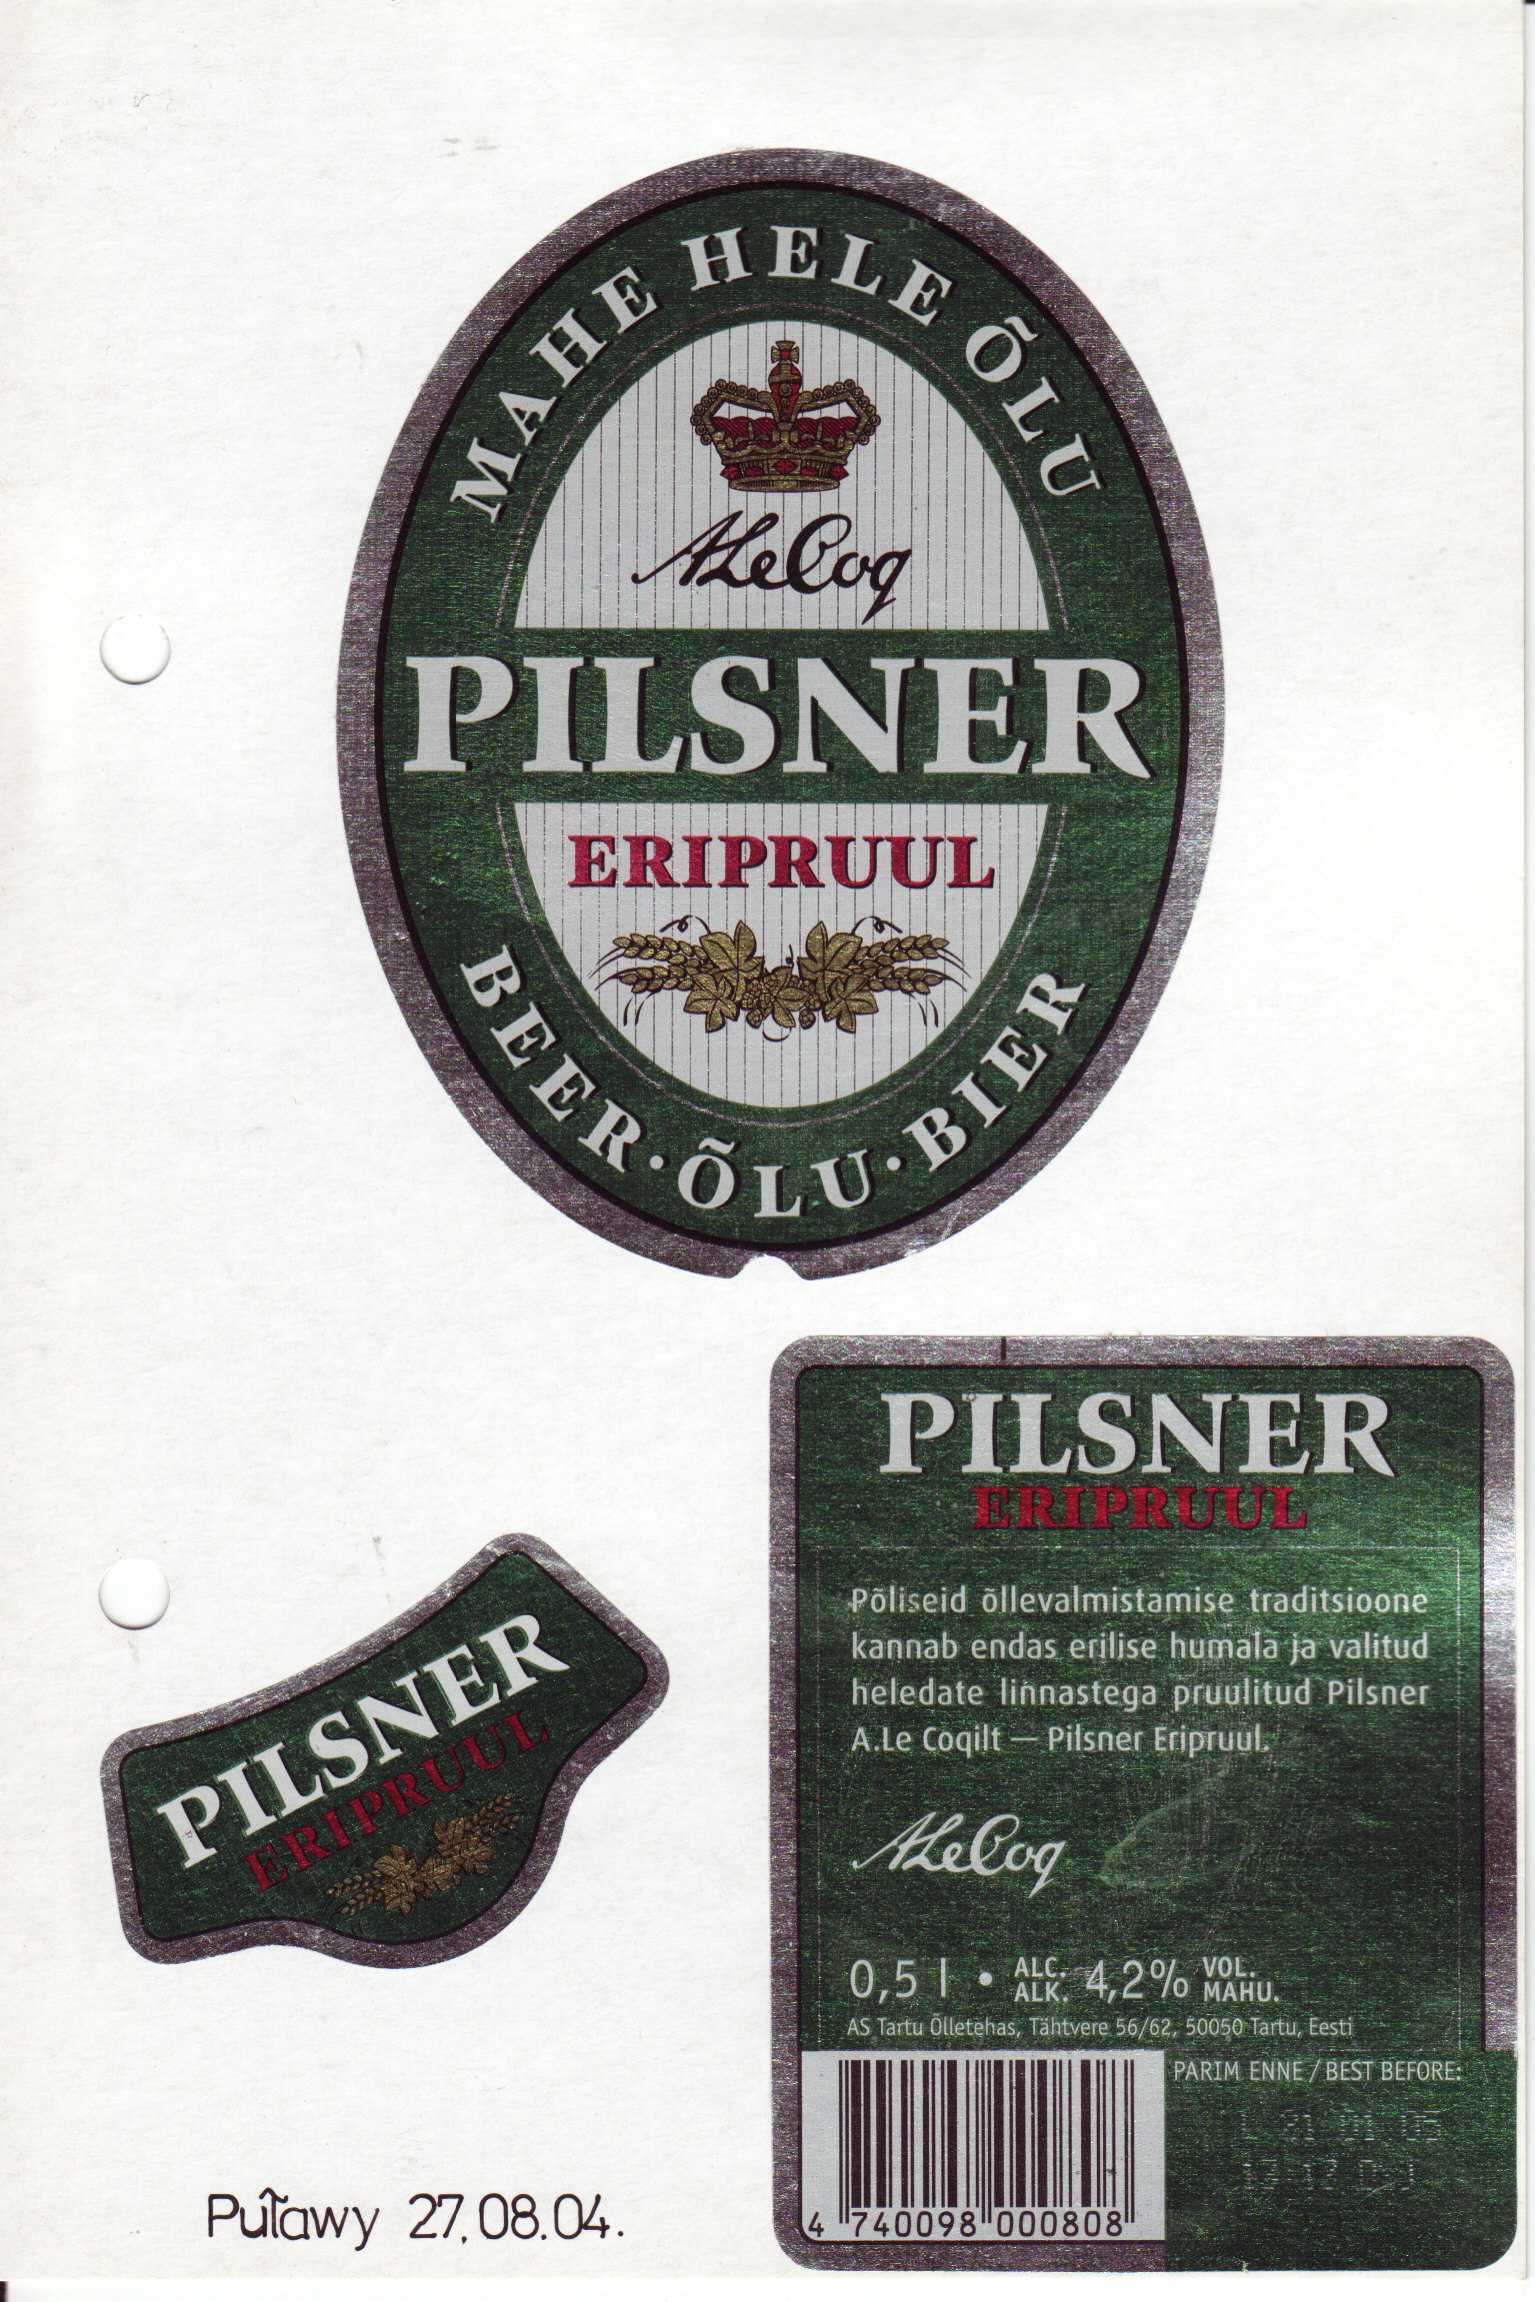 MAHE HELE ÕLU
A Le Coq
PILSNER
ERIPRUUL
BEER·ÕLU·BIER
PILSNER
ERIPRUUL
PILSNER
ERIPRUUL
Põliseid õllevalmistamise traditsioone
kannab endas erilise humala ja valitud
heledate linnastega pruulitud Pilsner
A.Le Coqilt — Pilsner Eripruul.
A Le Coq
0,5 l • ALC. ALK. 4,2% VOL. MAHU.
AS Tartu Õlletehas, Tähtvere 56/62, 50050 Tartu, Eesti
PARIM ENNE / BEST BEFORE:
4 740098 000808
Puławy 27.08.04.